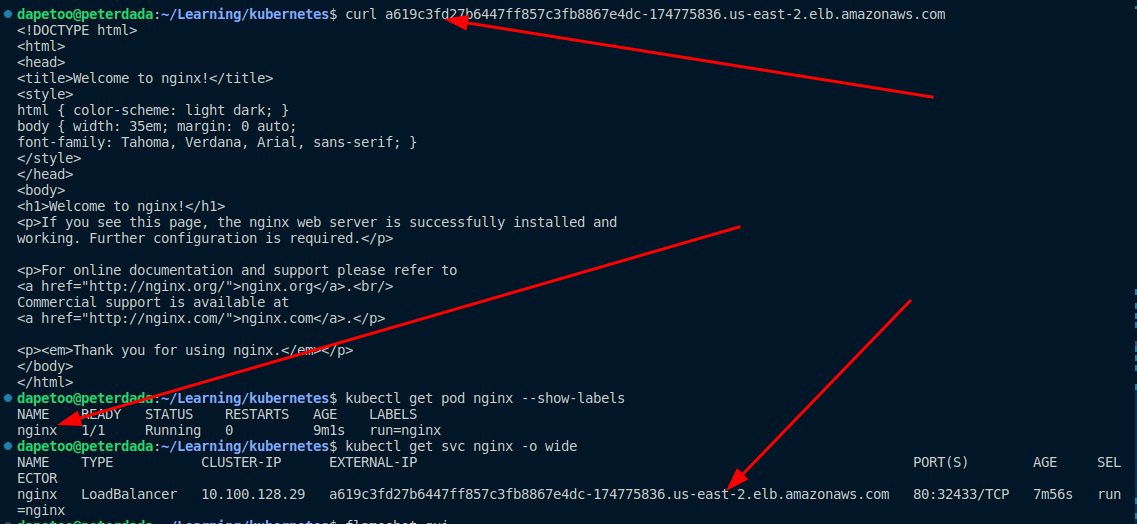 dapetoo@peterdada:~/Learning/kubernetes$ curl a619c3fd27b6447ff857c3fb8867e4dc-174775836.us-east-2.elb.amazonaws.com
<!DOCTYPE html>
<html>
<head>
<title>Welcome to nginx!</title>
<style>
html { color-scheme: light dark; }
body { width: 35em; margin: 0 auto;
font-family: Tahoma, Verdana, Arial, sans-serif; }
</style>
</head>
<body>
<h1>Welcome to nginx!</h1>
<p>If you see this page, the nginx web server is successfully installed and
working. Further configuration is required.</p>

<p>For online documentation and support please refer to
<a href="http://nginx.org/">nginx.org</a>.<br/>
Commercial support is available at
<a href="http://nginx.com/">nginx.com</a>.</p>

<p><em>Thank you for using nginx.</em></p>
</body>
</html>
dapetoo@peterdada:~/Learning/kubernetes$ kubectl get pod nginx --show-labels
NAME    READY   STATUS    RESTARTS   AGE    LABELS
nginx   1/1     Running   0          9m1s   run=nginx
dapetoo@peterdada:~/Learning/kubernetes$ kubectl get svc nginx -o wide
NAME    TYPE           CLUSTER-IP      EXTERNAL-IP                                                              PORT(S)        AGE     SEL
ECTOR
nginx   LoadBalancer   10.100.128.29   a619c3fd27b6447ff857c3fb8867e4dc-174775836.us-east-2.elb.amazonaws.com   80:32433/TCP   7m56s   run
=nginx